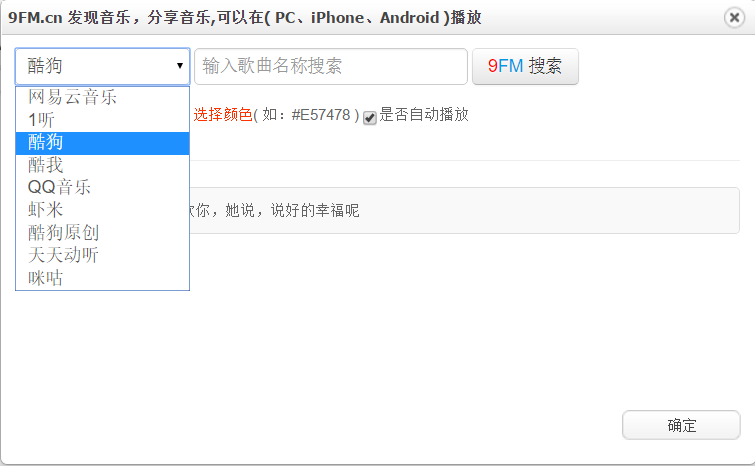 9FM.cn 发现音乐，分享音乐,可以在( PC、iPhone、Android )播放
酷狗
输入歌曲名称搜索
9FM 搜索
网易云音乐
1听
酷狗
酷我
QQ音乐
虾米
酷狗原创
天天动听
咪咕
选择颜色( 如：#E57478 ) 是否自动播放
你，她说，说好的幸福呢
确定